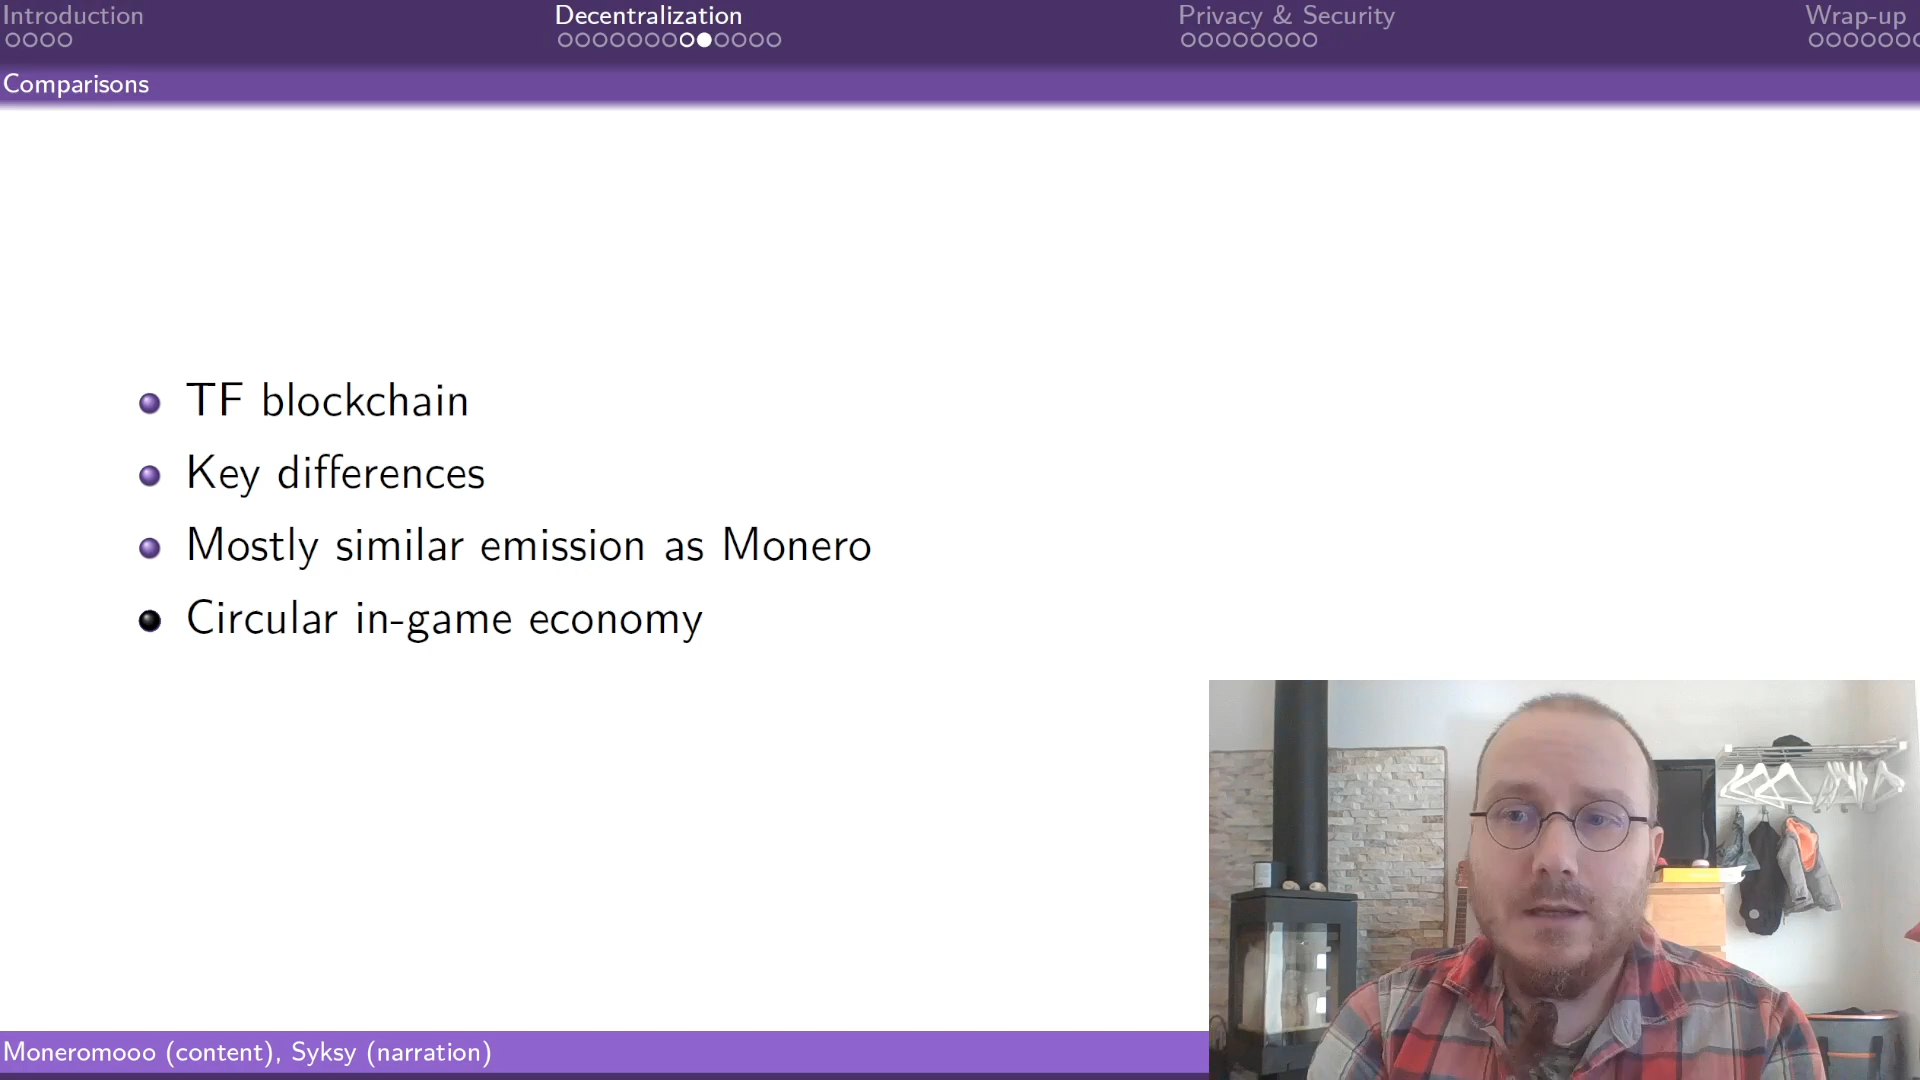 Introduction
Decentralization
Privacy & Security
Wrap-up
Comparisons
TF blockchain
Key differences
Mostly similar emission as Monero
Circular in-game economy
Moneromooo (content), Syksy (narration)